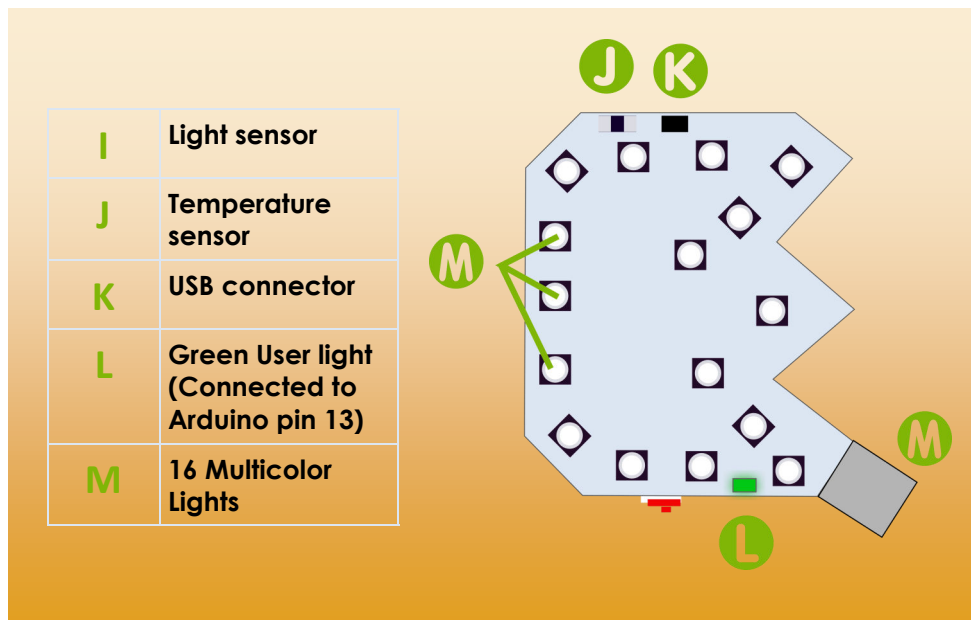 J K
I Light sensor
J Temperature
sensor
K USB connector
L Green User light
(Connected to
Arduino pin 13)
M 16 Multicolor
Lights
M
M
L